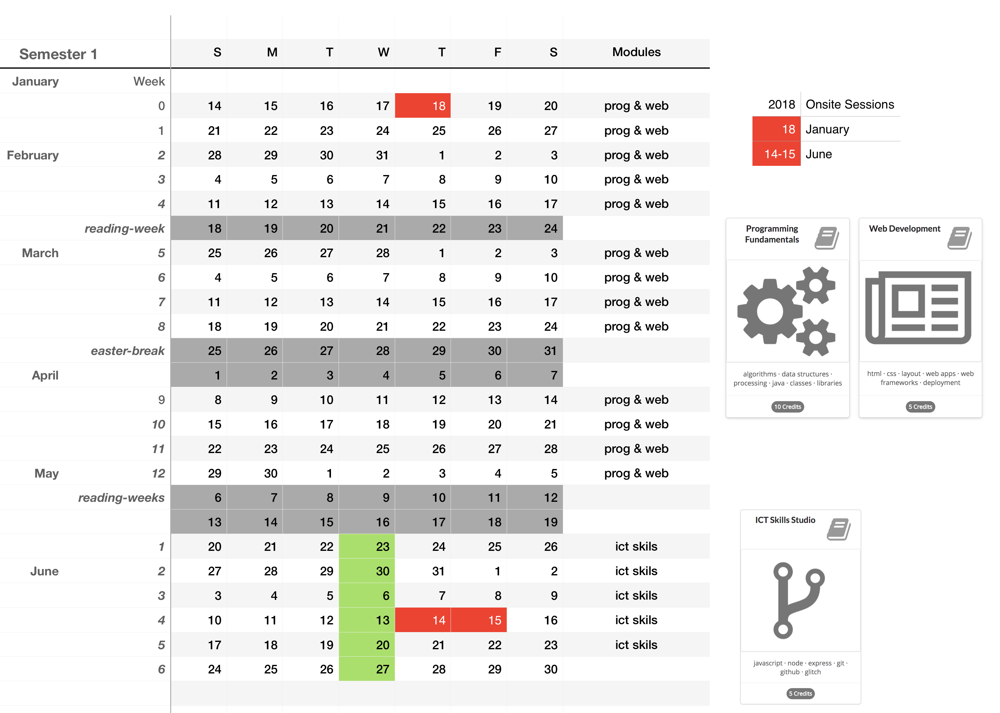 Semester 1 S M T W T F S Modules
January Week
0 14 15 16 17 18 19 20 prog & web
1 21 22 23 24 25 26 27 prog & web
February 2 28 29 30 31 1 2 3 prog & web
3 4 5 6 7 8 9 10 prog & web
4 11 12 13 14 15 16 17 prog & web
reading-week 18 19 20 21 22 23 24
March 5 25 26 27 28 1 2 3 prog & web
6 4 5 6 7 8 9 10 prog & web
7 11 12 13 14 15 16 17 prog & web
8 18 19 20 21 22 23 24 prog & web
easter-break 25 26 27 28 29 30 31
April 1 2 3 4 5 6 7
9 8 9 10 11 12 13 14 prog & web
10 15 16 17 18 19 20 21 prog & web
11 22 23 24 25 26 27 28 prog & web
May 12 29 30 1 2 3 4 5 prog & web
reading-weeks 6 7 8 9 10 11 12
13 14 15 16 17 18 19
1 20 21 22 23 24 25 26 ict skils
June 2 27 28 29 30 31 1 2 ict skils
3 3 4 5 6 7 8 9 ict skils
4 10 11 12 13 14 15 16 ict skils
5 17 18 19 20 21 22 23 ict skils
6 24 25 26 27 28 29 30
2018 Onsite Sessions
18 January
14-15 June
Programming
Fundamentals
algorithms · data structures ·
processing · java · classes · libraries
10 Credits
Web Development
html · css · layout · web apps · web
frameworks · deployment
5 Credits
ICT Skills Studio
javascript · node · express · git ·
github · glitch
5 Credits